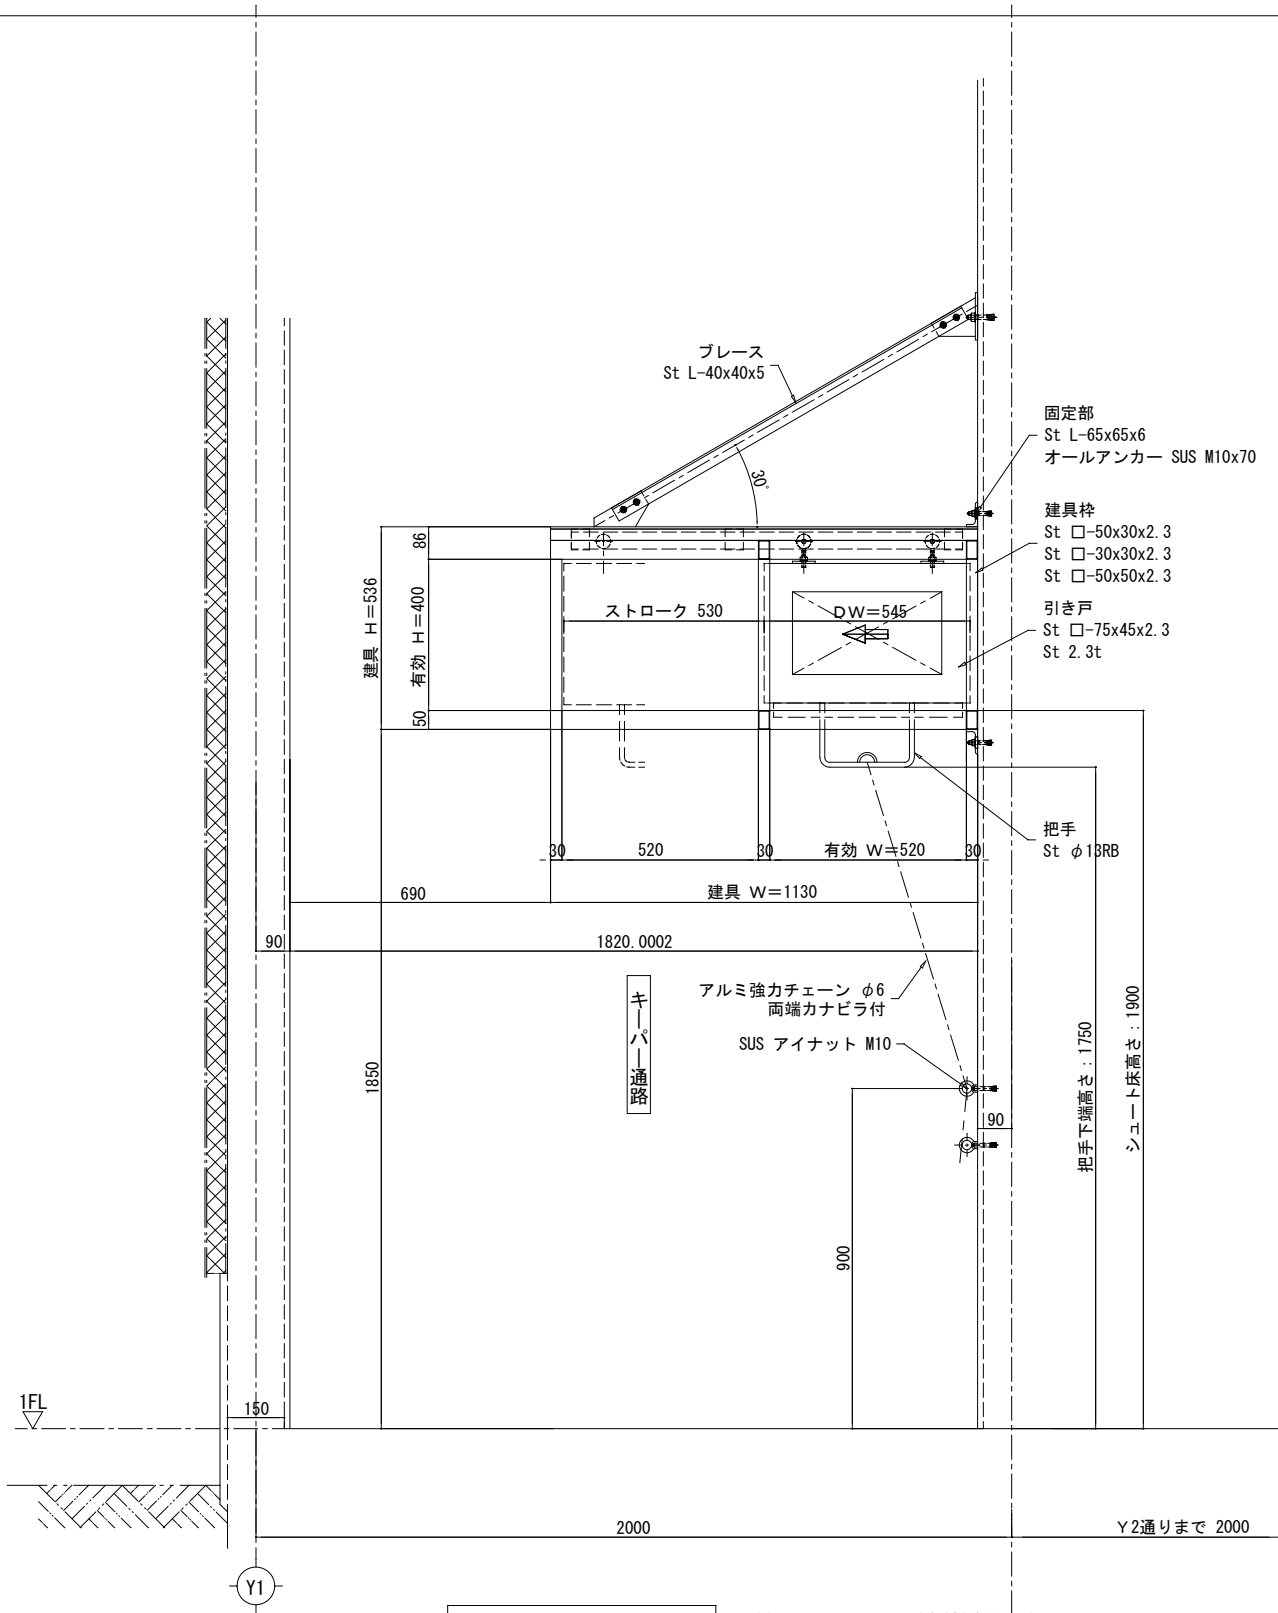 ブレース
St L-40x40x5
30°
固定部
St L-65x65x6
オールアンカー SUS M10x70
建具枠
St □-50x30x2.3
St □-30x30x2.3
St □-50x50x2.3
引き戸
St □-75x45x2.3
St 2.3t
86
建具 H=536
有効 H=400
50
ストローク 530
DW=545
把手
St φ13RB
30
520
30
有効 W=520
30
690
建具 W=1130
90
1820.0002
キーパー通路
アルミ強力チェーン φ6
両端カナビラ付
SUS アイナット M10
1850
900
90
把手下端高さ:1750
シュート床高さ:1900
1FL
150
2000
Y2通りまで 2000
Y1